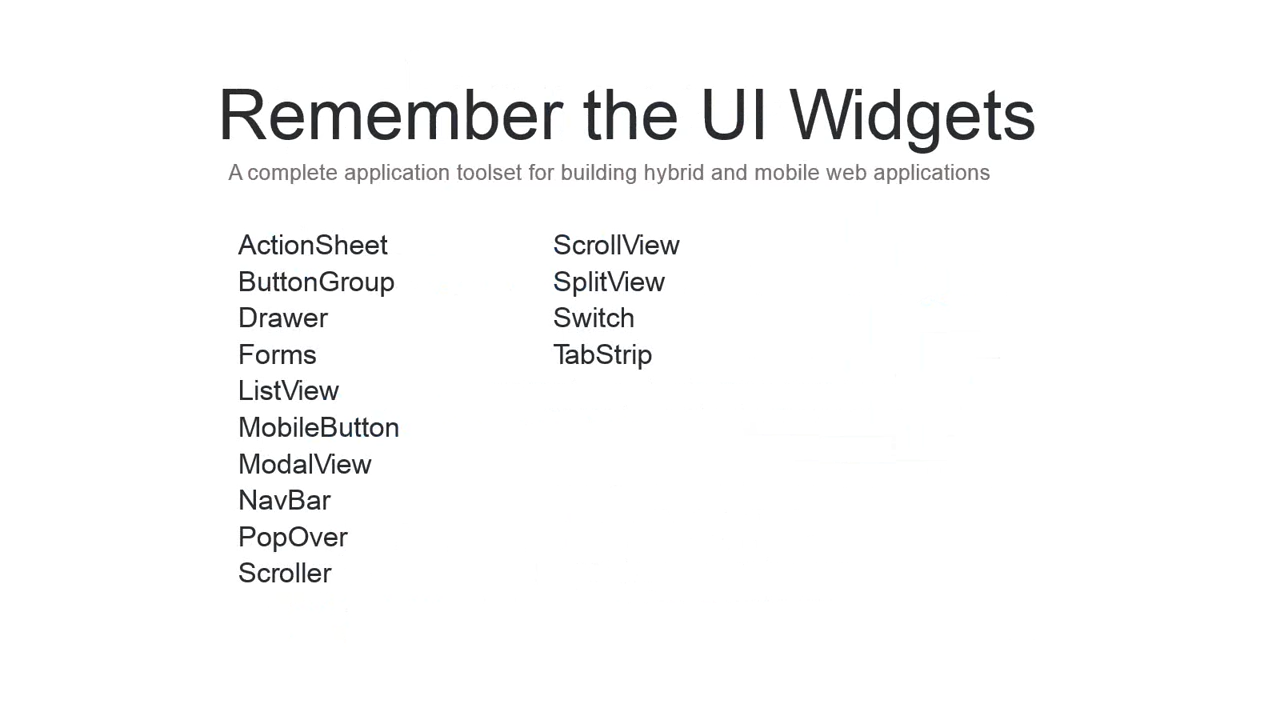 Remember the UI Widgets
A complete application toolset for building hybrid and mobile web applications
ActionSheet
ButtonGroup
Drawer
Forms
ListView
MobileButton
ModalView
NavBar
PopOver
Scroller
ScrollView
SplitView
Switch
TabStrip